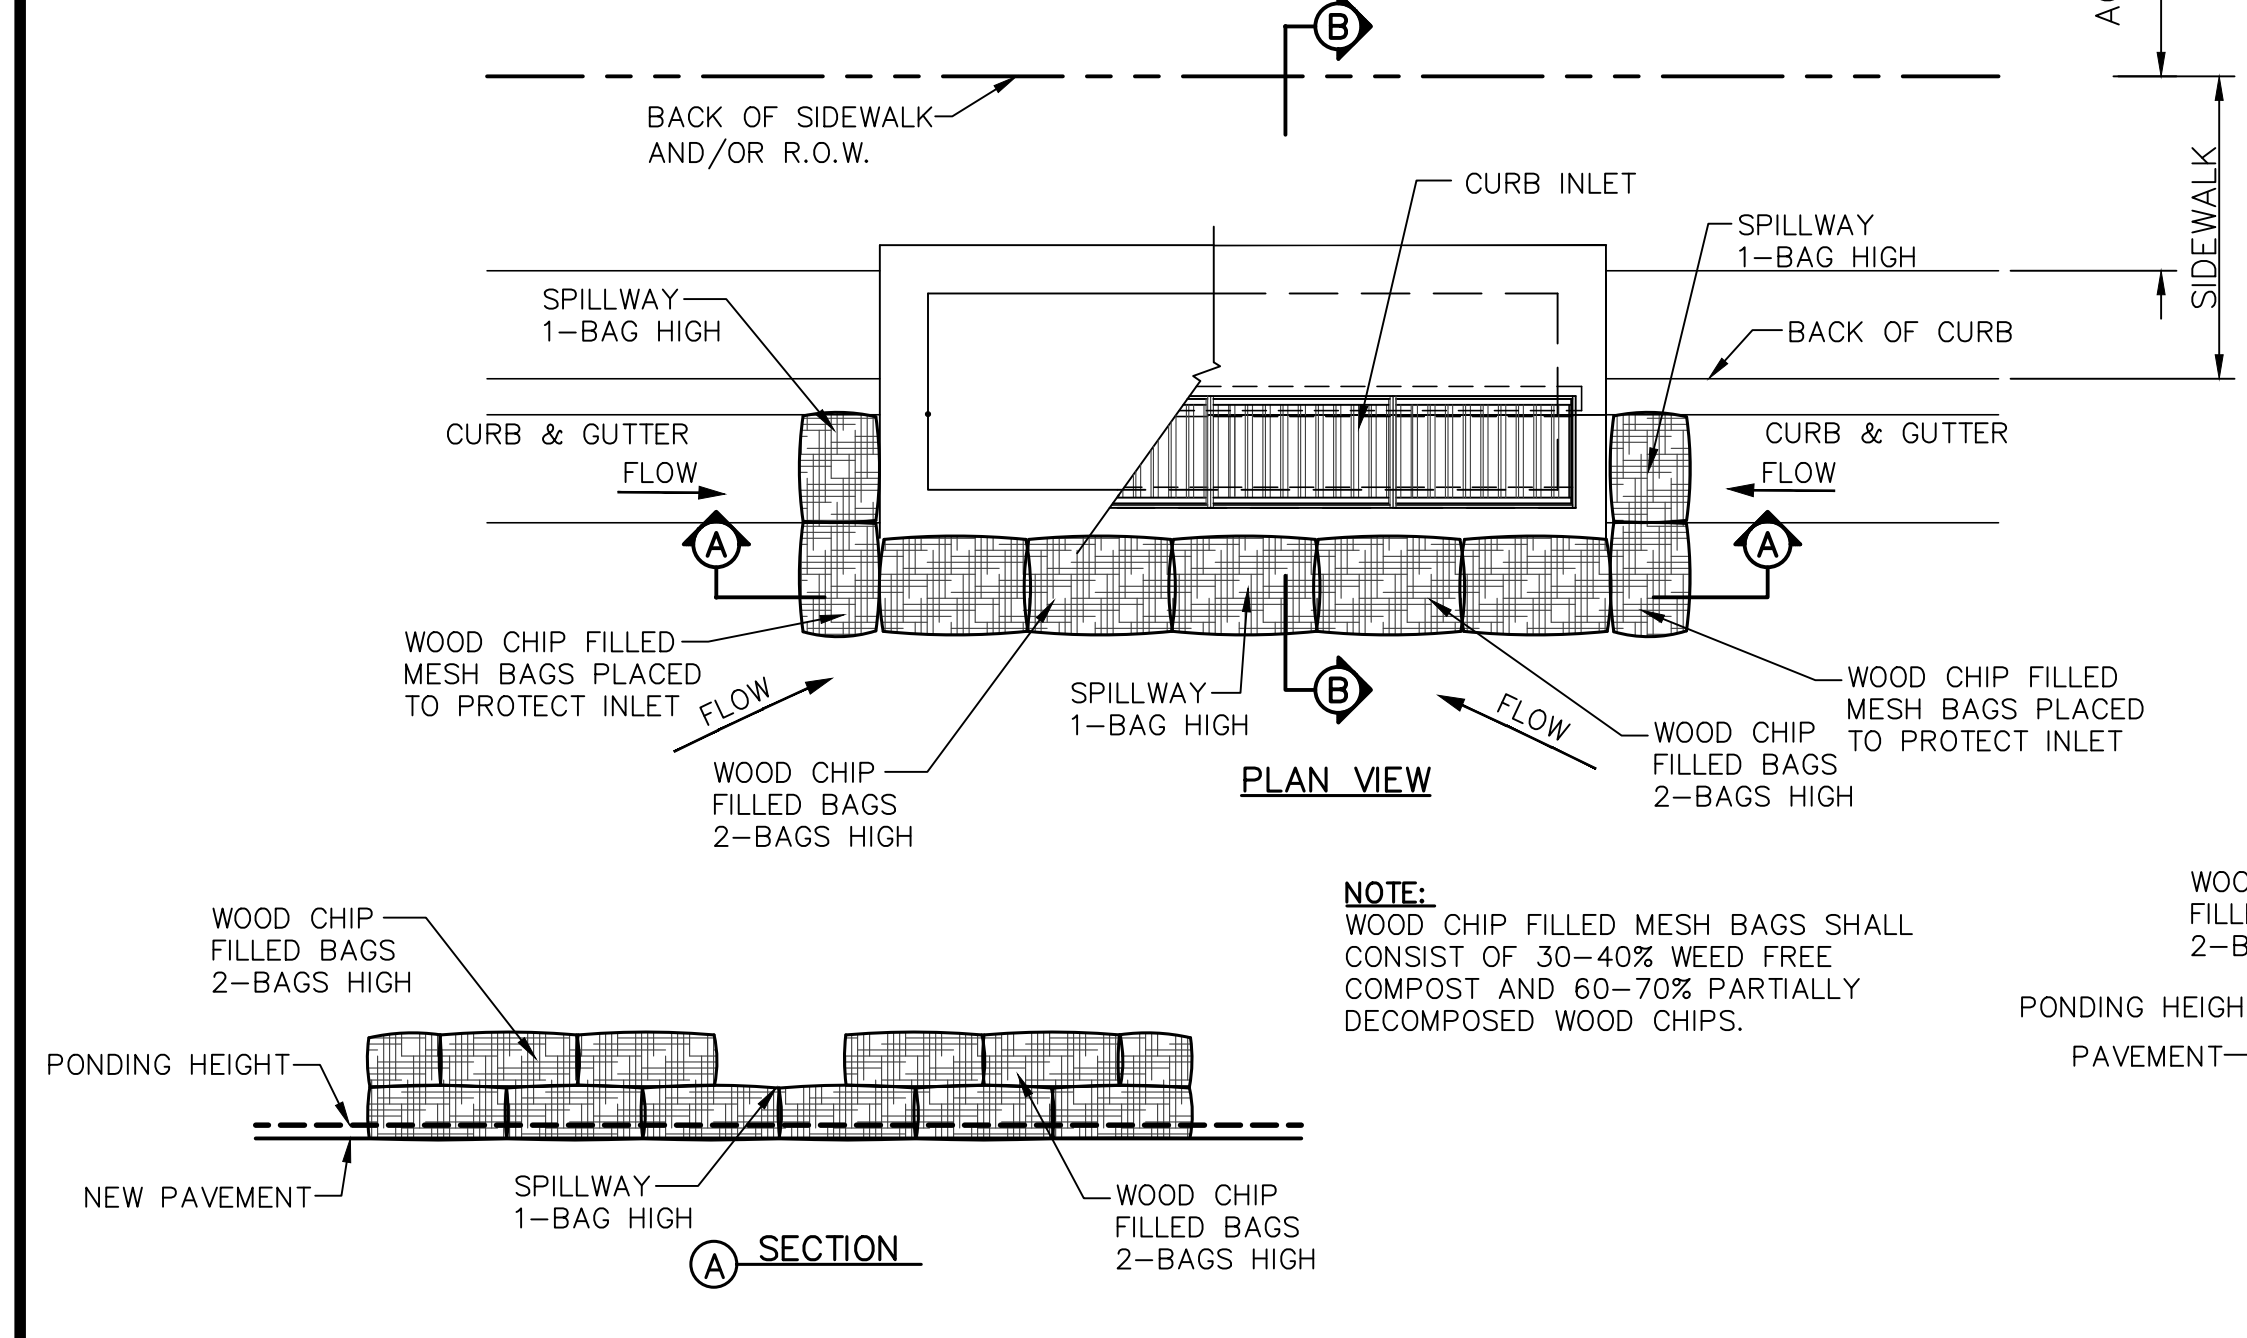 B
BACK OF SIDEWALK
AND/OR R.O.W.
CURB INLET
SPILLWAY
1-BAG HIGH
SIDEWALK
SPILLWAY
1-BAG HIGH
BACK OF CURB
CURB & GUTTER
FLOW
CURB & GUTTER
FLOW
A
A
WOOD CHIP FILLED
MESH BAGS PLACED
TO PROTECT INLET
FLOW
SPILLWAY
1-BAG HIGH
B
FLOW
WOOD CHIP FILLED
MESH BAGS PLACED
TO PROTECT INLET
WOOD CHIP
FILLED BAGS
2-BAGS HIGH
WOOD CHIP
FILLED BAGS
2-BAGS HIGH
PLAN VIEW
NOTE:
WOOD CHIP FILLED MESH BAGS SHALL
CONSIST OF 30-40% WEED FREE
COMPOST AND 60-70% PARTIALLY
DECOMPOSED WOOD CHIPS.
WOOD CHIP
FILLED BAGS
2-BAGS HIGH
PONDING HEIGHT
NEW PAVEMENT
SPILLWAY
1-BAG HIGH
WOOD CHIP
FILLED BAGS
2-BAGS HIGH
A SECTION
PONDING
PAVEMENT